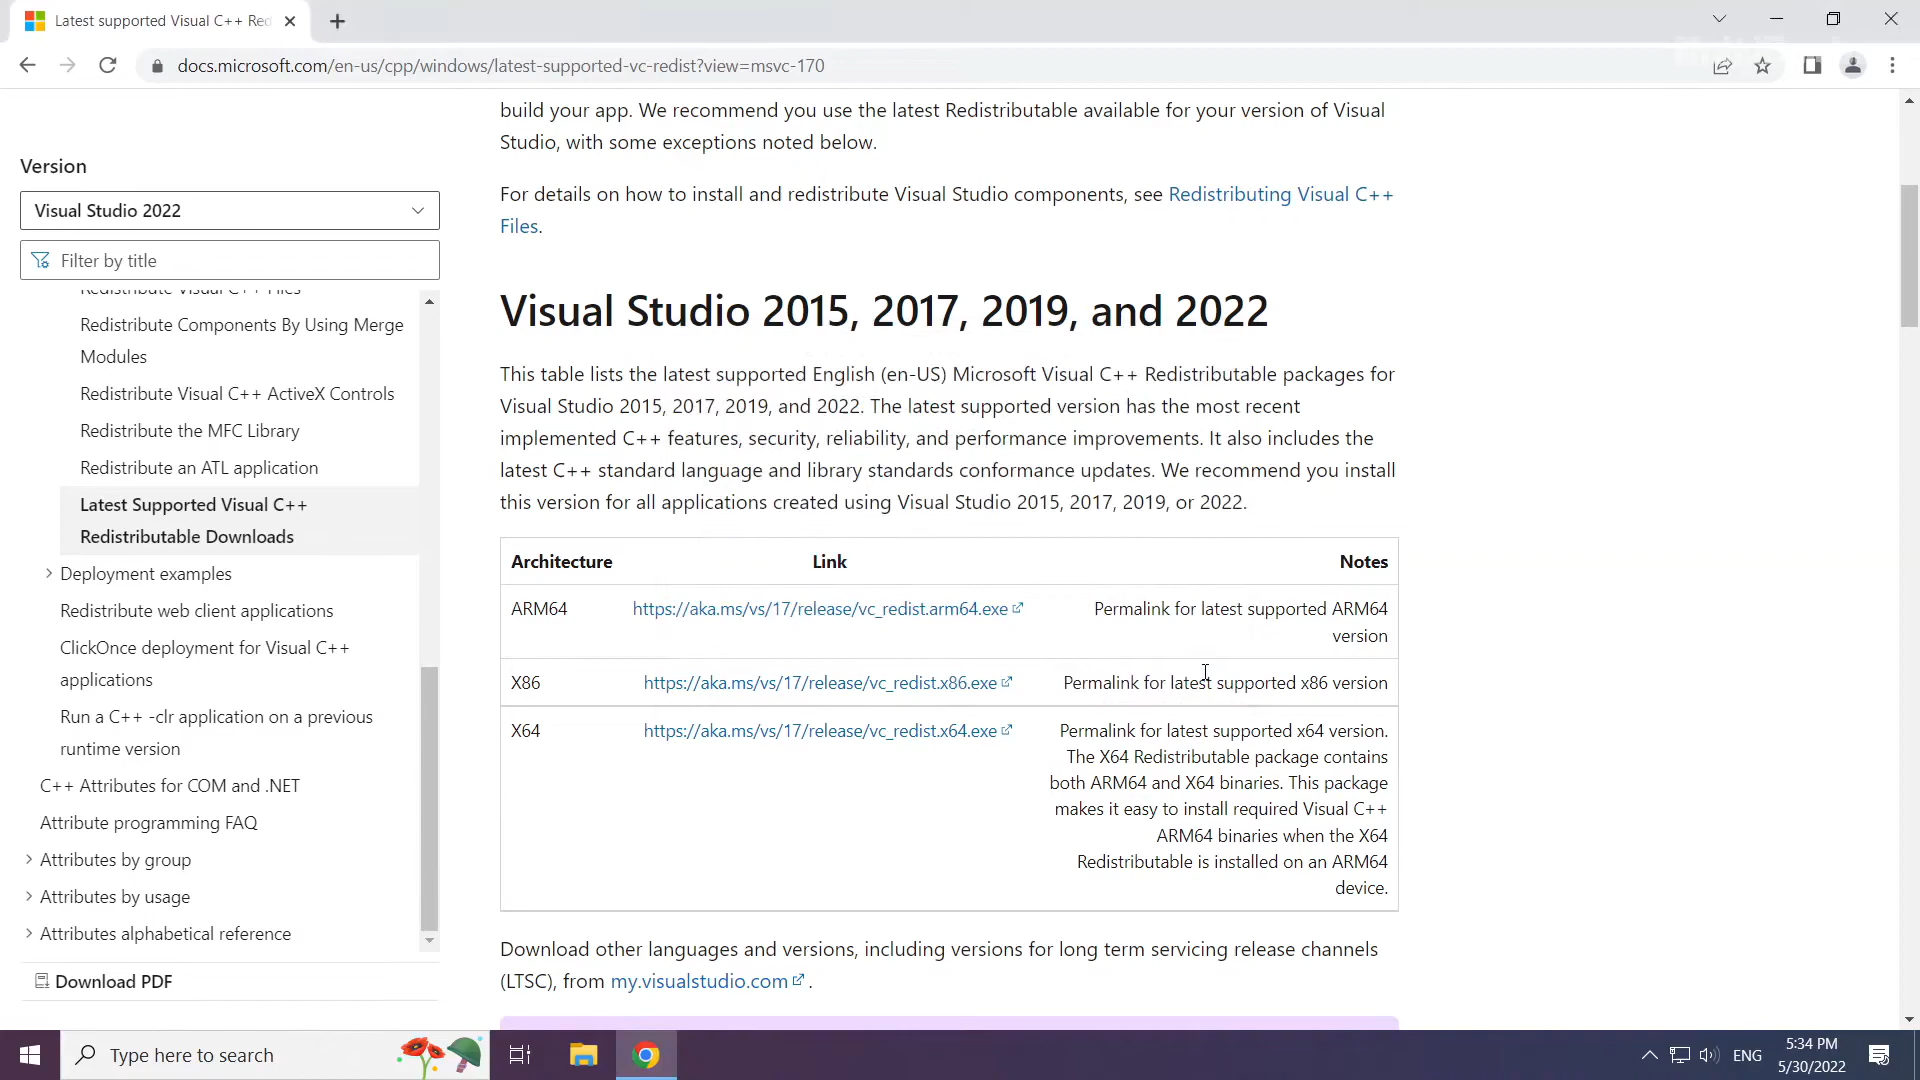 Latest supported Visual C++ Red
docs.microsoft.com/en-us/cpp/windows/latest-supported-vc-redist?view=msvc-170
Version
Visual Studio 2022
Filter by title
Redistribute Visual C++ Files
Redistribute Components By Using Merge
Modules
Redistribute Visual C++ ActiveX Controls
Redistribute the MFC Library
Redistribute an ATL application
Latest Supported Visual C++
Redistributable Downloads
Deployment examples
Redistribute web client applications
ClickOnce deployment for Visual C++
applications
Run a C++ -clr application on a previous
runtime version
C++ Attributes for COM and .NET
Attribute programming FAQ
Attributes by group
Attributes by usage
Attributes alphabetical reference
Download PDF
build your app. We recommend you use the latest Redistributable available for your version of Visual
Studio, with some exceptions noted below.
For details on how to install and redistribute Visual Studio components, see Redistributing Visual C++
Files.
Visual Studio 2015, 2017, 2019, and 2022
This table lists the latest supported English (en-US) Microsoft Visual C++ Redistributable packages for
Visual Studio 2015, 2017, 2019, and 2022. The latest supported version has the most recent
implemented C++ features, security, reliability, and performance improvements. It also includes the
latest C++ standard language and library standards conformance updates. We recommend you install
this version for all applications created using Visual Studio 2015, 2017, 2019, or 2022.
Architecture Link Notes
ARM64 https://aka.ms/vs/17/release/vc_redist.arm64.exe Permalink for latest supported ARM64
version
X86 https://aka.ms/vs/17/release/vc_redist.x86.exe Permalink for latest supported x86 version
X64 https://aka.ms/vs/17/release/vc_redist.x64.exe Permalink for latest supported x64 version.
The X64 Redistributable package contains
both ARM64 and X64 binaries. This package
makes it easy to install required Visual C++
ARM64 binaries when the X64
Redistributable is installed on an ARM64
device.
Download other languages and versions, including versions for long term servicing release channels
(LTSC), from my.visualstudio.com .
Type here to search
ENG
5:34 PM
5/30/2022